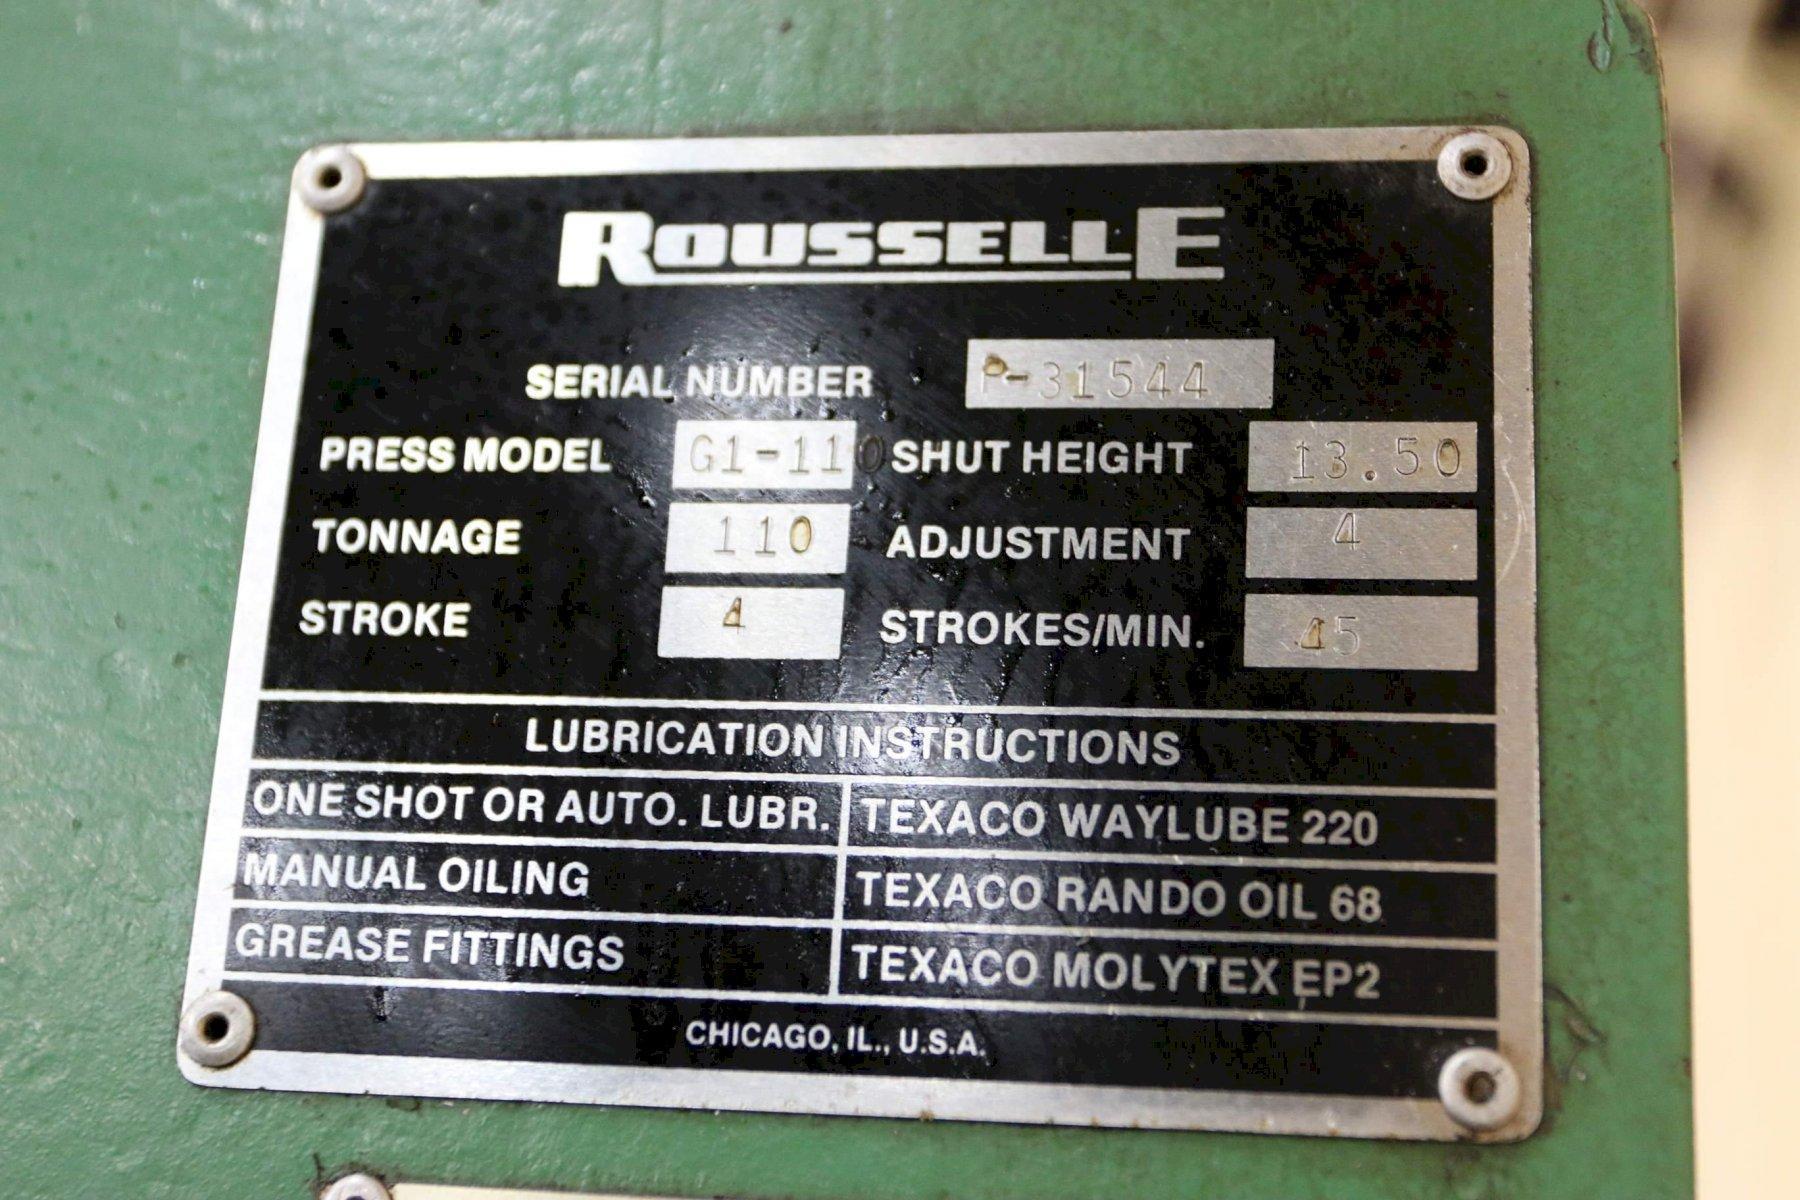 ROUSSELLE
SERIAL NUMBER P-31544
PRESS MODEL G1-110 SHUT HEIGHT 13.50
TONNAGE 110 ADJUSTMENT 4
STROKE 4 STROKES/MIN. 45
LUBRICATION INSTRUCTIONS
ONE SHOT OR AUTO. LUBR. TEXACO WAYLUBE 220
MANUAL OILING TEXACO RANDO OIL 68
GREASE FITTINGS TEXACO MOLYTEX EP2
CHICAGO, IL., U.S.A.